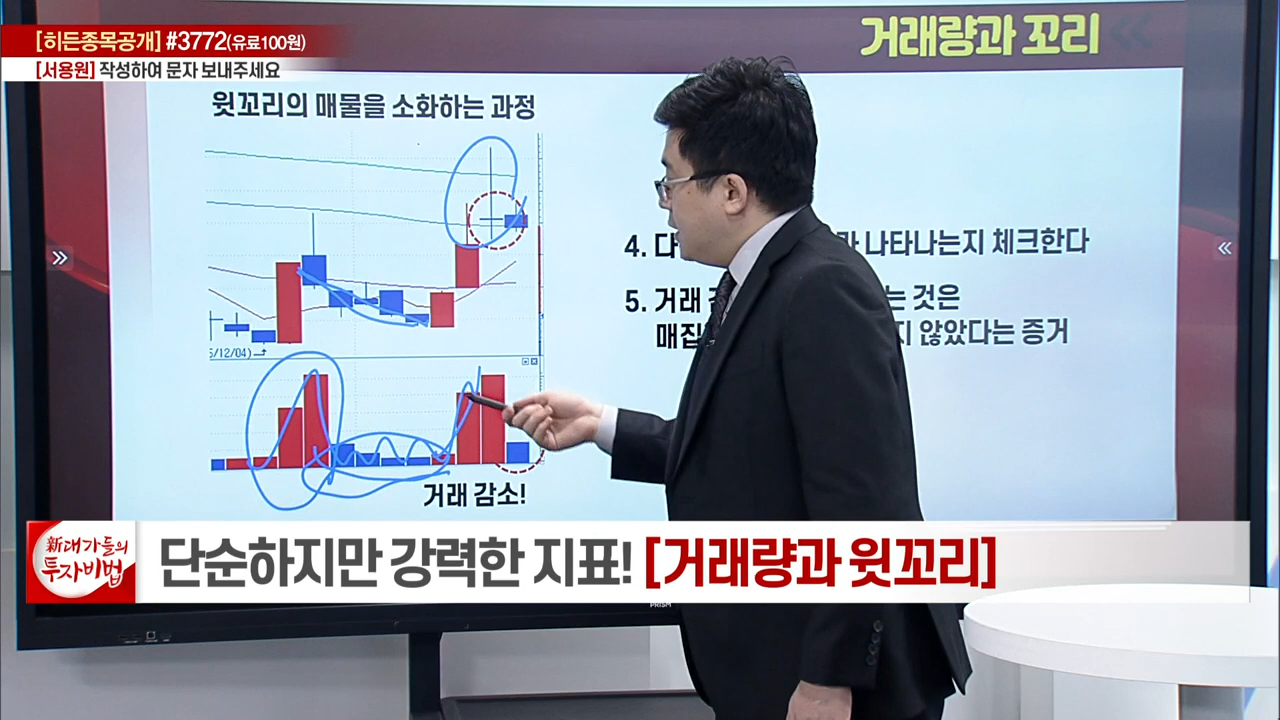 [히든종목공개] #3772(유료100원)
[서용원] 작성하여 문자 보내주세요
거래량과 꼬리
윗꼬리의 매물을 소화하는 과정
4. 다 나타나는지 체크한다
5. 거래 는 것은
매집 지 않았다는 증거
5/12/04)
거래 감소!
新대가들의
투자비법
단순하지만 강력한 지표! [거래량과 윗꼬리]
PRISM